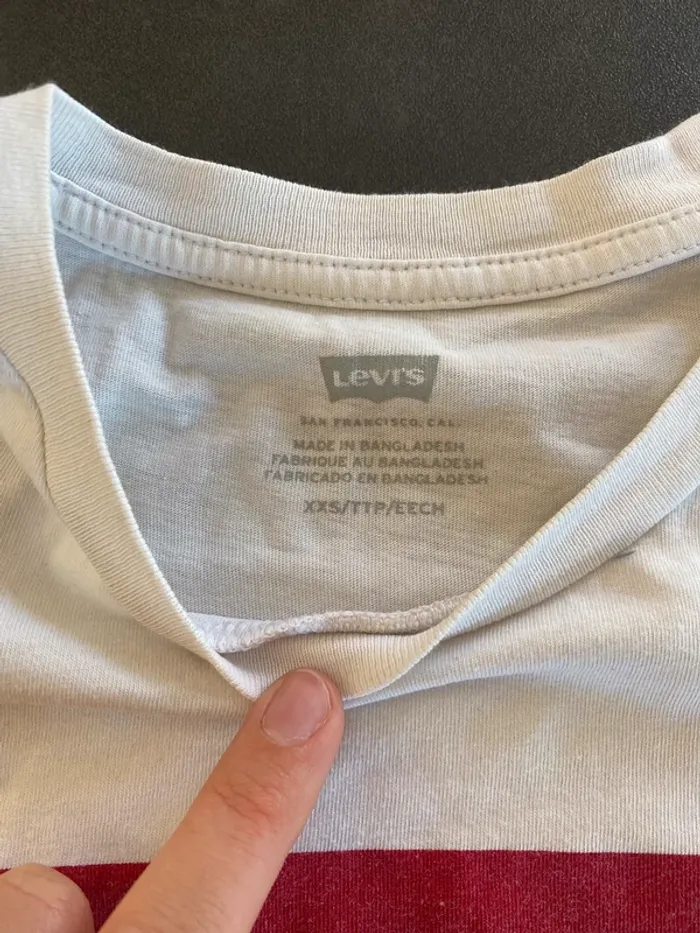 Levi's
SAN FRANCISCO, CAL.
MADE IN BANGLADESH
FABRIQUE AU BANGLADESH
FABRICADO EN BANGLADESH
XXS/TTP/EECH